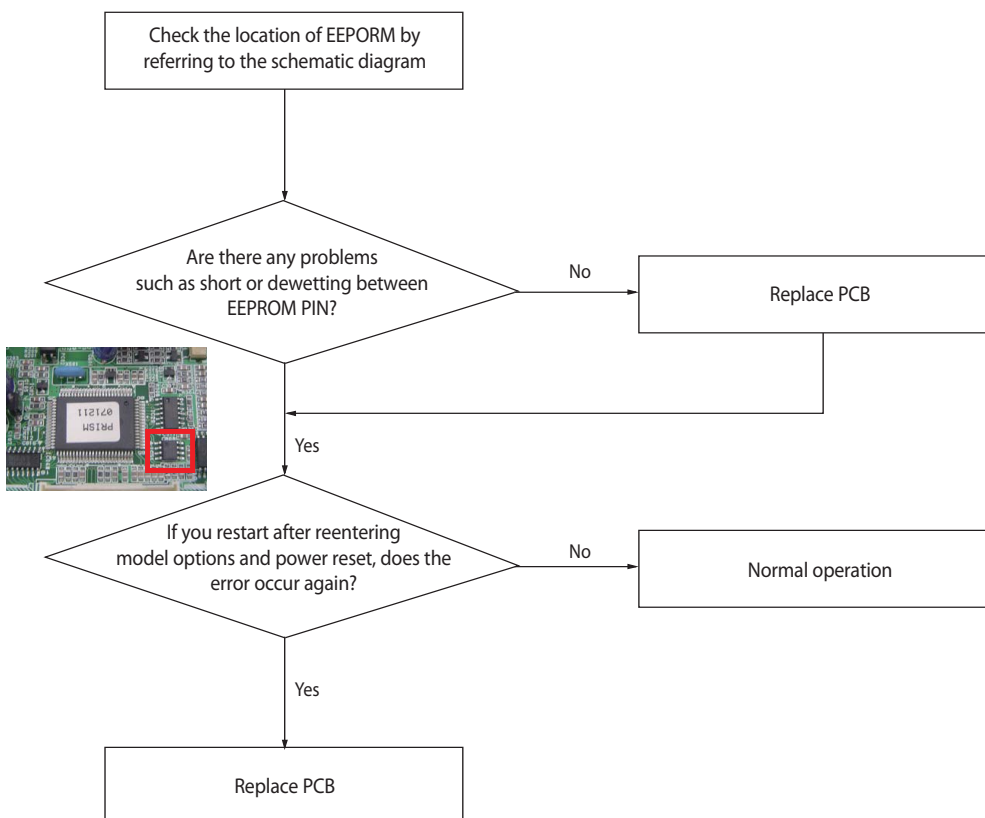 Check the location of EEPORM by
referring to the schematic diagram
Are there any problems
such as short or dewetting between
EEPROM PIN?
No
Replace PCB
Yes
PRISM
071211
If you restart after reentering
model options and power reset, does the
error occur again?
No
Normal operation
Yes
Replace PCB